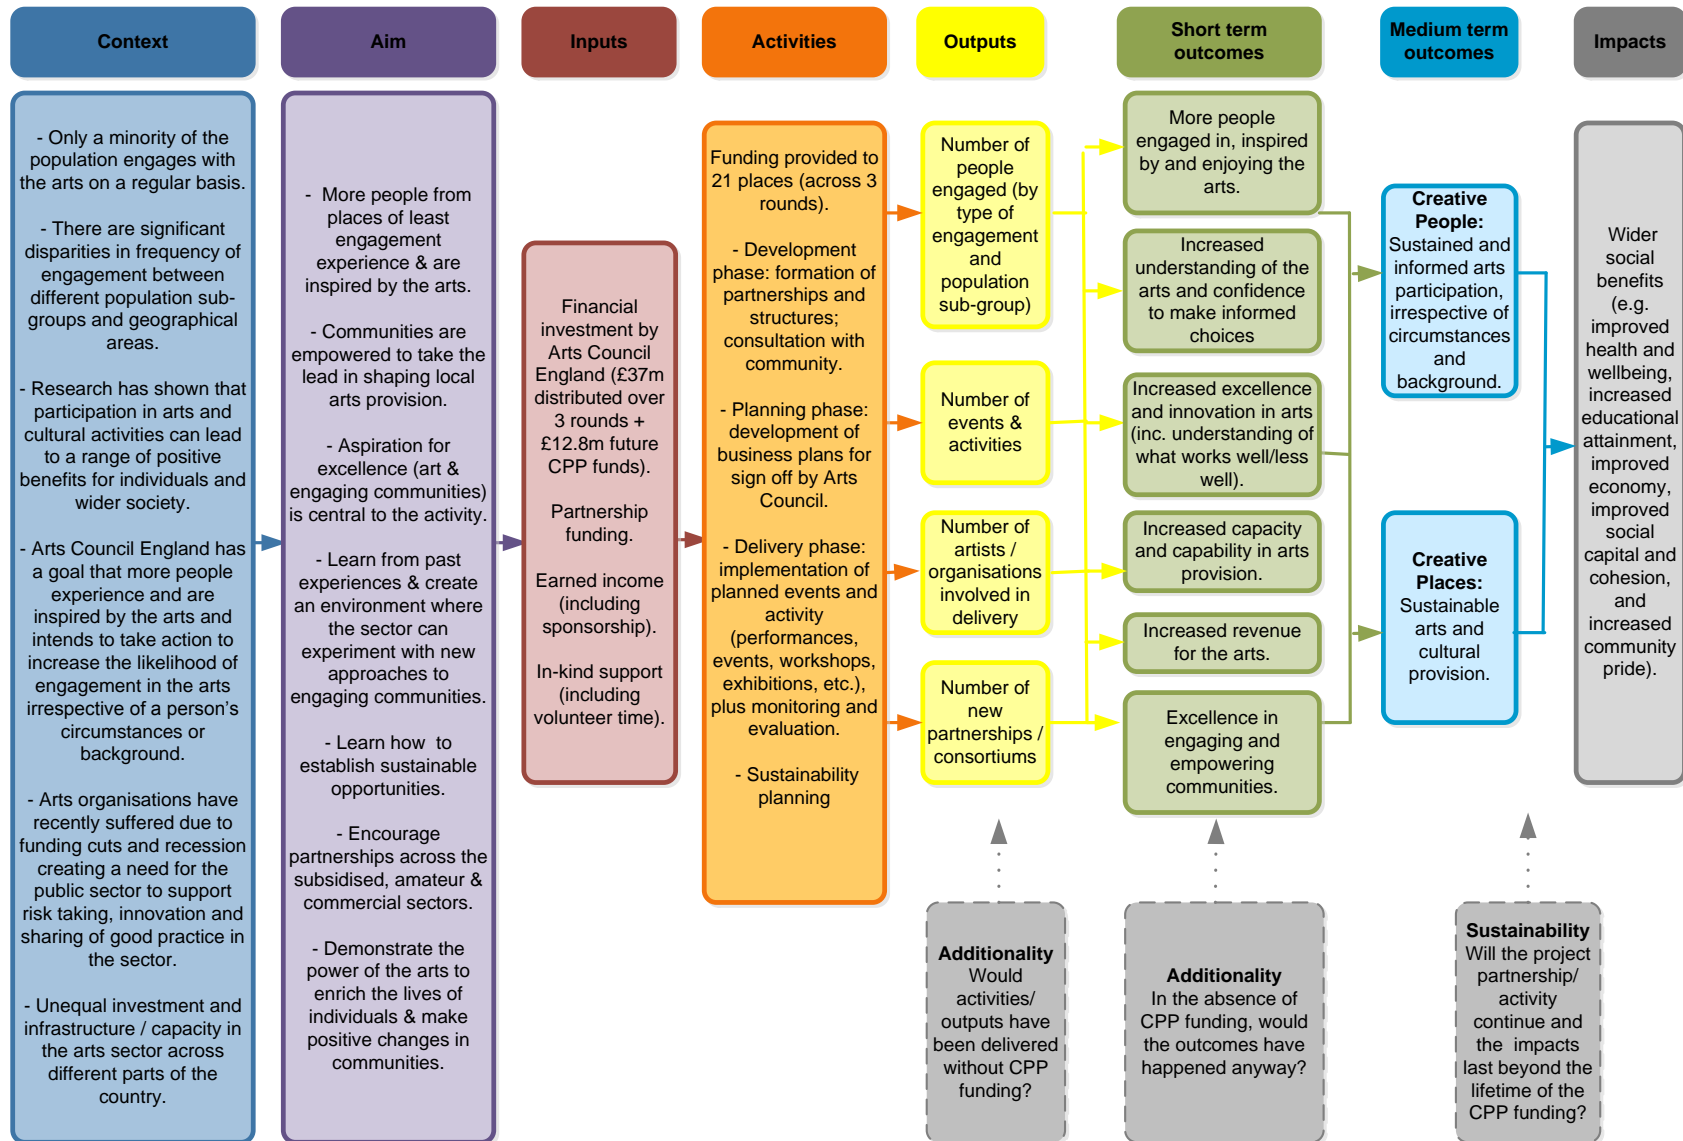 Context
Aim
Inputs
Activities
Outputs
Short term
outcomes
Medium term
outcomes
Impacts
- Only a minority of the
population engages with
the arts on a regular basis.
- There are significant
disparities in frequency of
engagement between
different population sub-
groups and geographical
areas.
- Research has shown that
participation in arts and
cultural activities can lead
to a range of positive
benefits for individuals and
wider society.
- Arts Council England has
a goal that more people
experience and are
inspired by the arts and
intends to take action to
increase the likelihood of
engagement in the arts
irrespective of a person's
circumstances or
background.
- Arts organisations have
recently suffered due to
funding cuts and recession
creating a need for the
public sector to support
risk taking, innovation and
sharing of good practice in
the sector.
- Unequal investment and
infrastructure / capacity in
the arts sector across
different parts of the
country.
- More people from
places of least
engagement
experience & are
inspired by the arts.
- Communities are
empowered to take the
lead in shaping local
arts provision.
- Aspiration for
excellence (art &
engaging communities)
is central to the activity.
- Learn from past
experiences & create
an environment where
the sector can
experiment with new
approaches to
engaging communities.
- Learn how to
establish sustainable
opportunities.
- Encourage
partnerships across the
subsidised, amateur &
commercial sectors.
- Demonstrate the
power of the arts to
enrich the lives of
individuals & make
positive changes in
communities.
Financial
investment by
Arts Council
England (£37m
distributed over
3 rounds +
£12.8m future
CPP funds).
Partnership
funding.
Earned income
(including
sponsorship).
In-kind support
(including
volunteer time).
Funding provided to
21 places (across 3
rounds).
- Development
phase: formation of
partnerships and
structures;
consultation with
community.
- Planning phase:
development of
business plans for
sign off by Arts
Council.
- Delivery phase:
implementation of
planned events and
activity
(performances,
events, workshops,
exhibitions, etc.),
plus monitoring and
evaluation.
- Sustainability
planning
Number of
people
engaged (by
type of
engagement
and
population
sub-group)
Number of
events &
activities
Number of
artists /
organisations
involved in
delivery
Number of
new
partnerships /
consortiums
More people
engaged in, inspired
by and enjoying the
arts.
Increased
understanding of the
arts and confidence
to make informed
choices
Increased excellence
and innovation in arts
(inc. understanding of
what works well/less
well).
Increased capacity
and capability in arts
provision.
Increased revenue
for the arts.
Excellence in
engaging and
empowering
communities.
Creative
People:
Sustained and
informed arts
participation,
irrespective of
circumstances
and
background.
Creative
Places:
Sustainable
arts and
cultural
provision.
Wider
social
benefits
(e.g.
improved
health and
wellbeing,
increased
educational
attainment,
improved
economy,
improved
social
capital and
cohesion,
and
increased
community
pride).
Additionality
Would
activities/
outputs have
been delivered
without CPP
funding?
Additionality
In the absence of
CPP funding, would
the outcomes have
happened anyway?
Sustainability
Will the project
partnership/
activity
continue and
the impacts
last beyond the
lifetime of the
CPP funding?